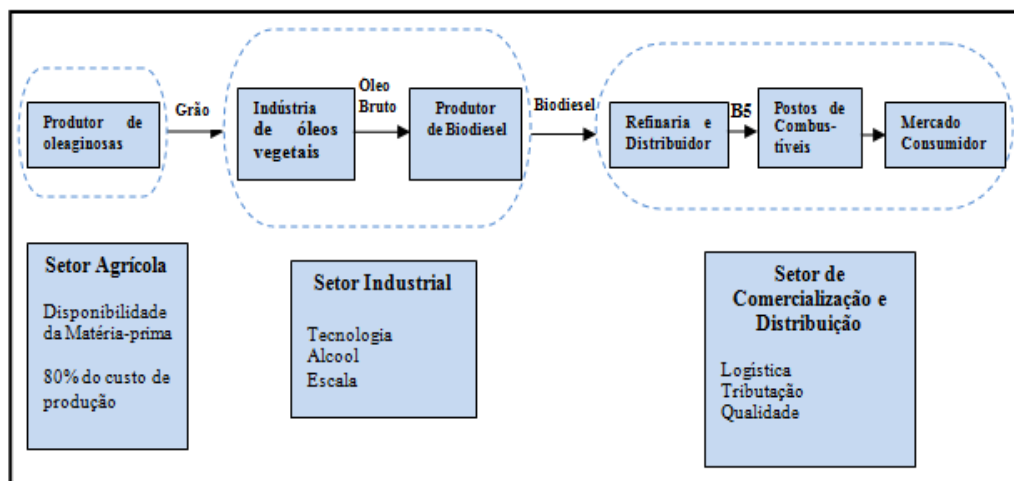 Produtor de
oleaginosas
Grão
Indústria
de óleos
vegetais
Oleo
Bruto
Produtor
de Biodiesel
Biodiesel
Refinaria e
Distribuidor
B5
Postos de
Combus-
tíveis
Mercado
Consumidor
Setor Agrícola
Disponibilidade
da Matéria-prima
80% do custo de
produção
Setor Industrial
Tecnologia
Alcool
Escala
Setor de
Comercialização e
Distribuição
Logística
Tributação
Qualidade